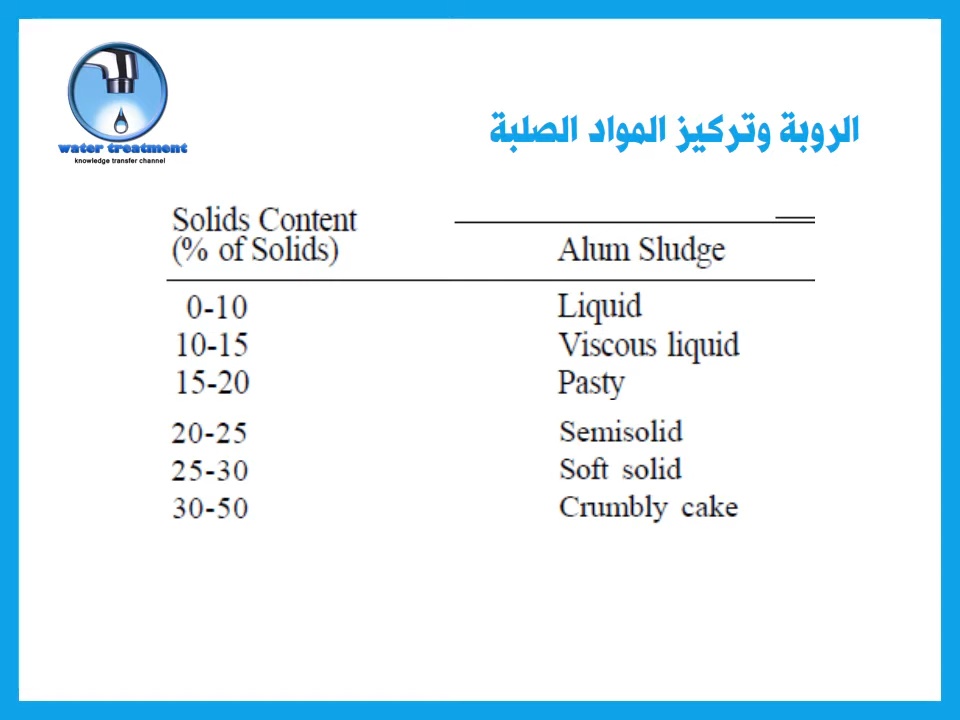 water treatment
knowledge transfer channel
الروبة وتركيز المواد الصلبة
Solids Content
(% of Solids) Alum Sludge
0-10 Liquid
10-15 Viscous liquid
15-20 Pasty
20-25 Semisolid
25-30 Soft solid
30-50 Crumbly cake